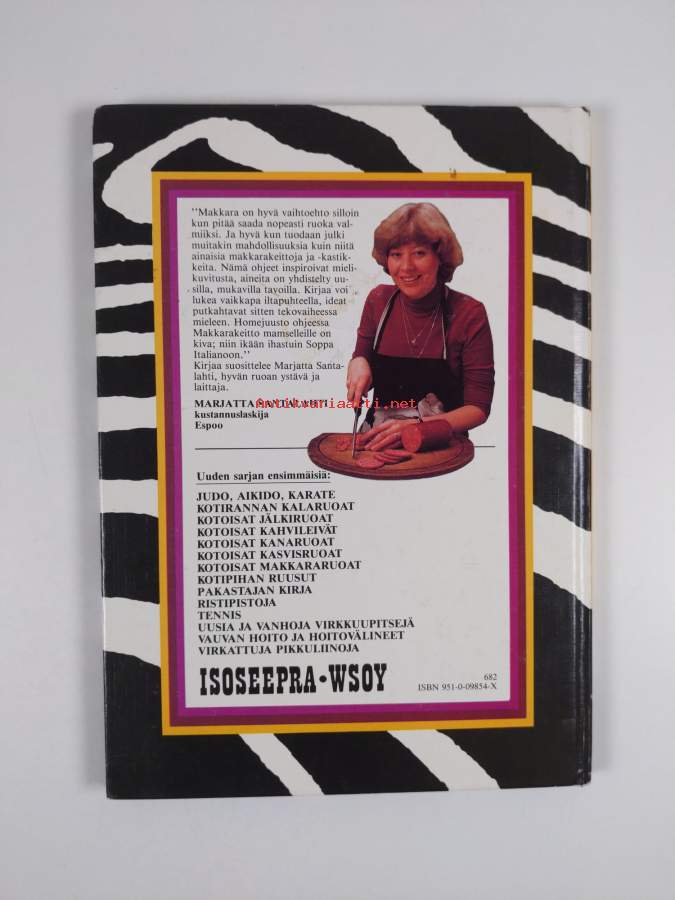 "Makkara on hyvä vaihtoehto silloin
kun pitää saada nopeasti ruoka val-
miiksi. Ja hyvä kun tuodaan julki
muitakin mahdollisuuksia kuin niitä
ainaisia makkarakeittoja ja -kastik-
keita. Nämä ohjeet inspiroivat mieli-
kuvitusta, aineita on yhdistelty uu-
silla, mukavilla tavoilla. Kirjaa voi
lukea vaikkapa iltapuhteella, ideat
putkahtavat sitten tekovaiheessa
mieleen. Homejuusto ohjeessa
Makkarakeitto mamselleille on
kiva; niin ikään ihastuin Soppa
Italianoon."
Kirjaa suosittelee Marjatta Santa-
lahti, hyvän ruoan ystävä ja
laittaja.
MARJATTA SANTALAHTI
Antikvariaatti.net
kustannuslaskija
Espoo
Uuden sarjan ensimmäisiä:
JUDO, AIKIDO, KARATE
KOTIRANNAN KALARUOAT
KOTOISAT JÄLKIRUOAT
KOTOISAT KAHVILEIVÄT
KOTOISAT KANARUOAT
KOTOISAT KASVISRUOAT
KOTOISAT MAKKARARUOAT
KOTIPIHAN RUUSUT
PAKASTAJAN KIRJA
RISTIPISTOJA
TENNIS
UUSIA JA VANHOJA VIRKKUUPITSEJÄ
VAUVAN HOITO JA HOITOVÄLINEET
VIRKATTUJA PIKKULIINOJA
ISOSEEPRA•WSOY
682
ISBN 951-0-09854-X